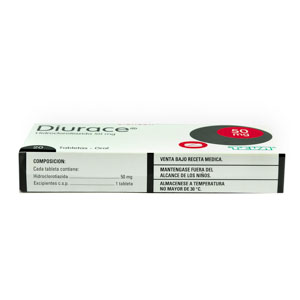 Diurace
Hidroclorotiazida 50 mg
50
mg
20
Tabletas - Oral
COMPOSICION:
Cada tableta contiene:
Hidroclorotiazida 50 mg
Excipientes c.s.p. 1 tableta
VENTA BAJO RECETA MEDICA.
MANTENGASE FUERA DEL
ALCANCE DE LOS NIÑOS.
ALMACENESE A TEMPERATURA
NO MAYOR DE 30 °C